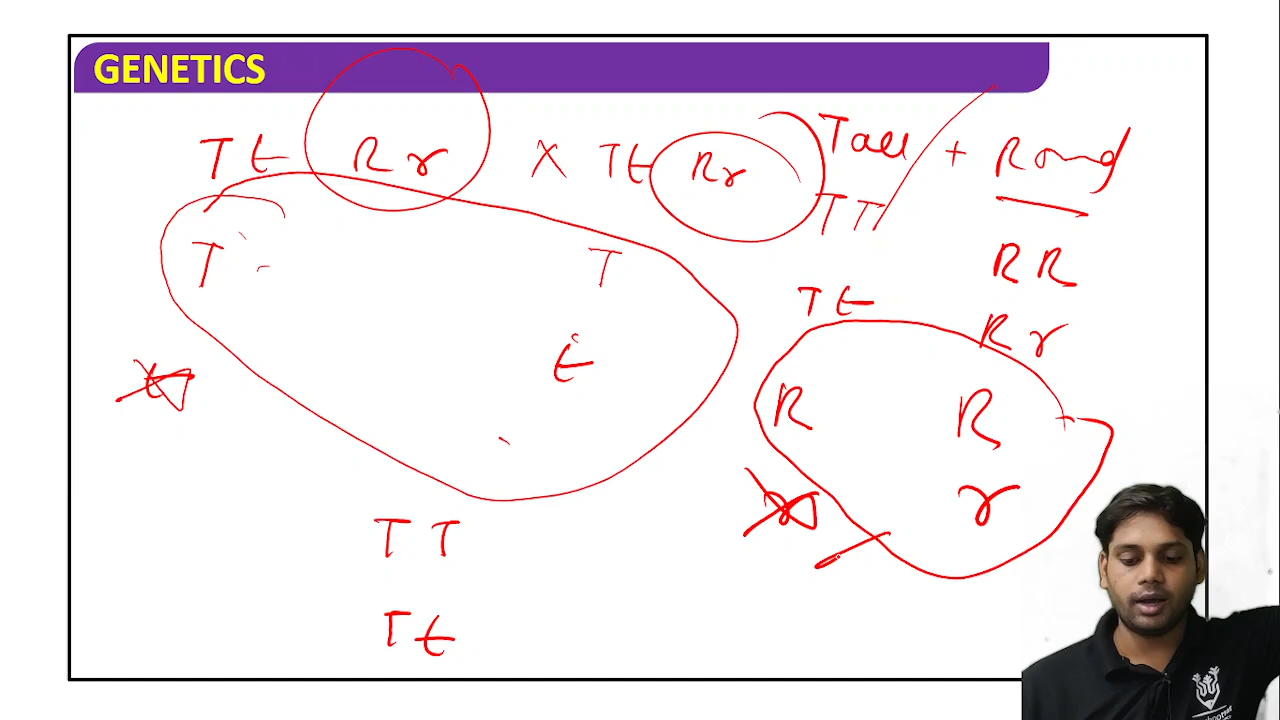 GENETICS
Tt Rr X Tt Rr
Tall + Round
TT
RR
Tt
Rr
T T
t
t
R R
r r
TT
Tt